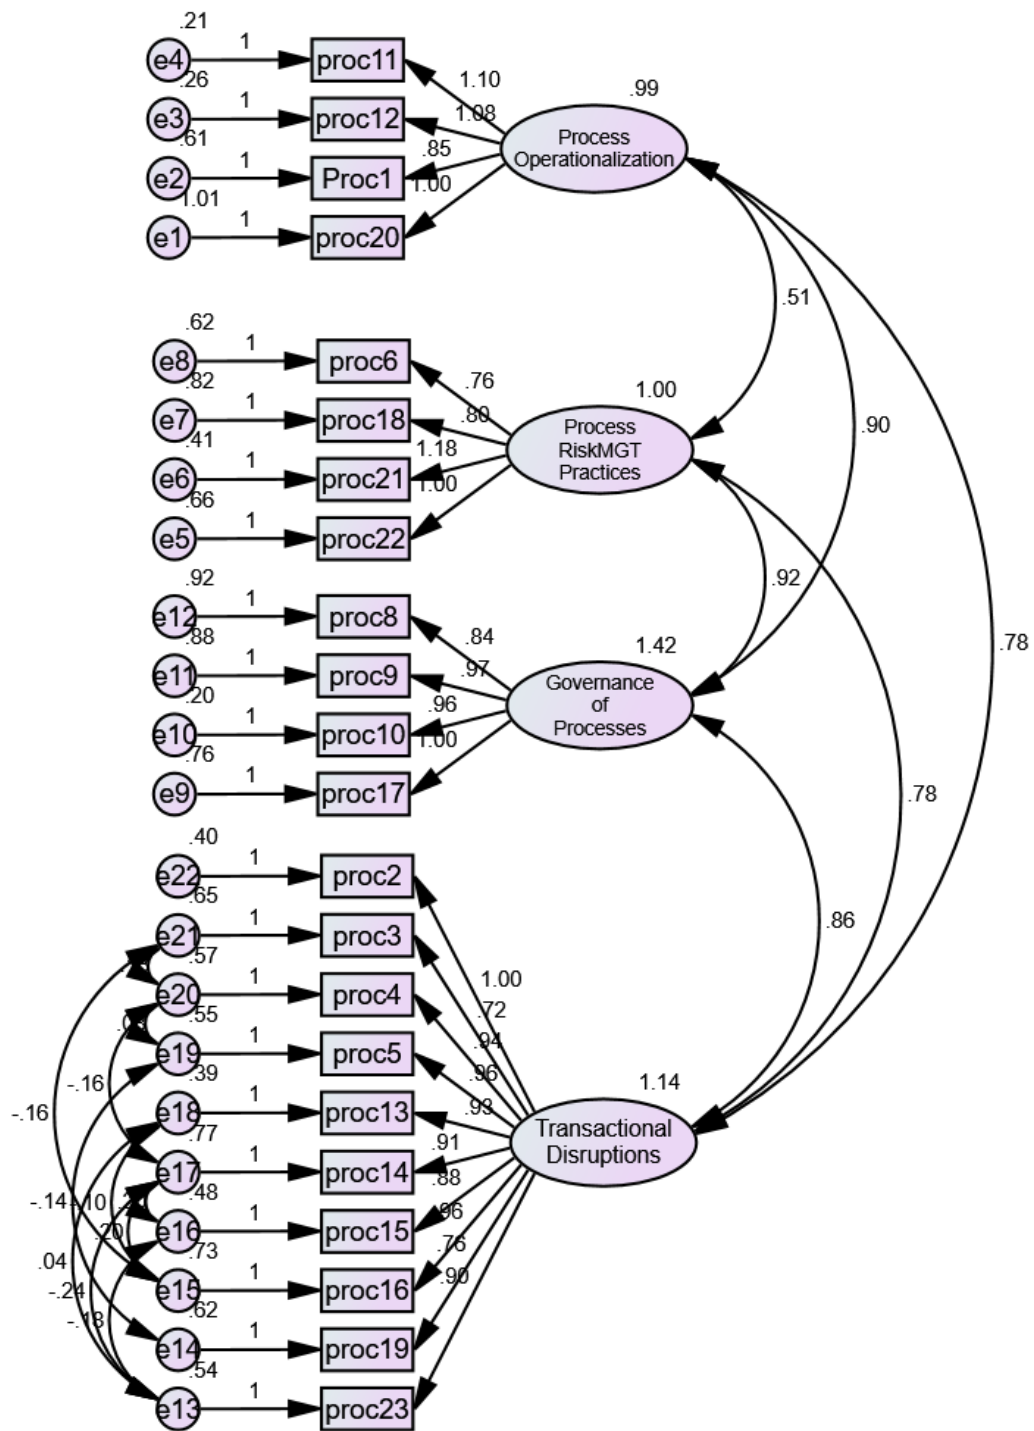 .21
e4
1
proc11
1.10
.99
.26
e3
1
proc12
1.08
Process
Operationalization
.61
e2
1
Proc1
.85
1.00
1.01
e1
1
proc20
.51
.62
e8
1
proc6
.76
1.00
.82
e7
1
proc18
.80
Process
RiskMGT
Practices
.90
.41
e6
1
proc21
1.18
1.00
.66
e5
1
proc22
.92
.92
e12
1
proc8
.84
1.42
.78
.88
e11
1
proc9
.97
Governance
of
Processes
.20
e10
1
proc10
.96
1.00
.76
e9
1
proc17
.78
.40
e22
1
proc2
.86
.65
e21
1
proc3
1.00
.57
e20
1
proc4
.72
.55
e19
1
proc5
.94
.96
-.16
-.16
.39
e18
1
proc13
.93
1.14
.77
e17
1
proc14
.91
Transactional
Disruptions
.48
e16
1
proc15
.88
.96
-.14
.10
.20
.73
e15
1
proc16
.76
.04
-.24
-.18
.62
e14
1
proc19
.90
.54
e13
1
proc23